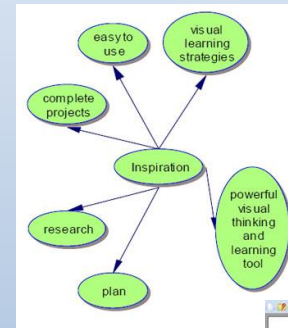 easy to
use
visual
learning
strategies
complete
projects
Inspiration
powerful
visual
thinking
and
learning
tool
research
plan